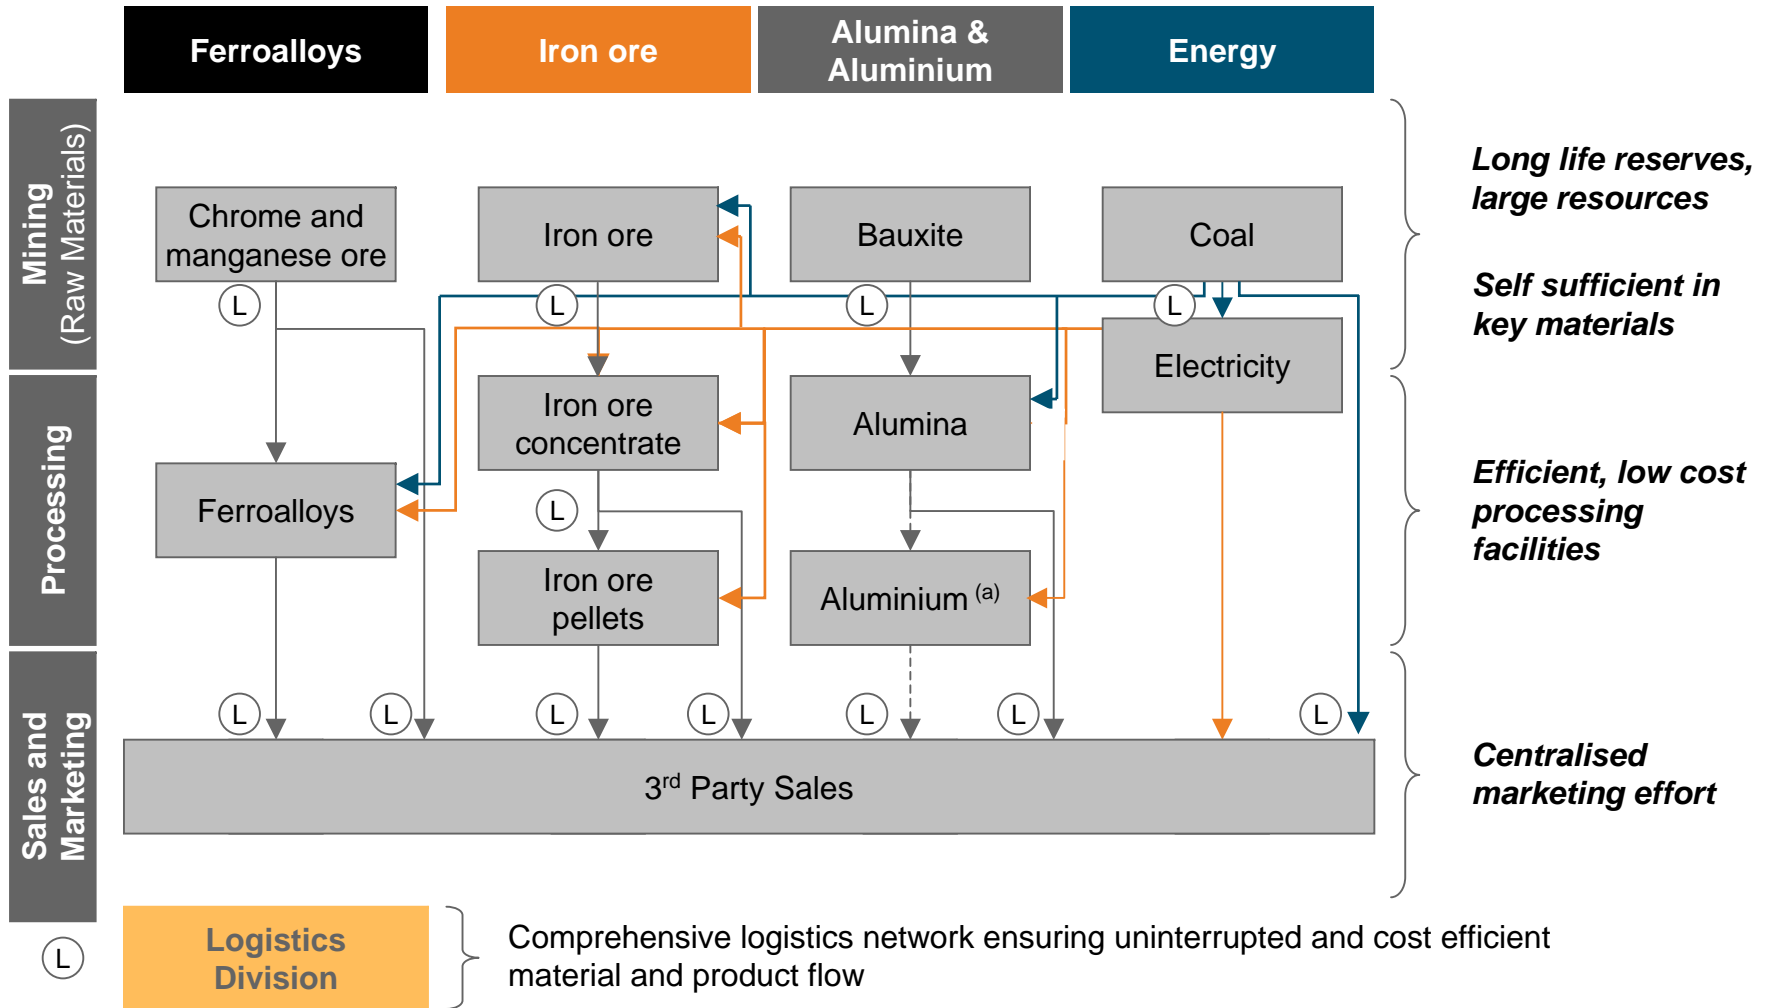 Ferroalloys
Iron ore
Alumina &
Aluminium
Energy
Mining
(Raw Materials)
Chrome and
manganese ore
Iron ore
Bauxite
Coal
Long life reserves,
large resources
Self sufficient in
key materials
L
L
L
L
Electricity
Processing
Iron ore
concentrate
Alumina
Ferroalloys
L
Iron ore
pellets
Aluminium (a)
Efficient, low cost
processing
facilities
Sales and
Marketing
L
L
L
L
L
L
L
3rd Party Sales
Centralised
marketing effort
L
Logistics
Division
Comprehensive logistics network ensuring uninterrupted and cost efficient
material and product flow